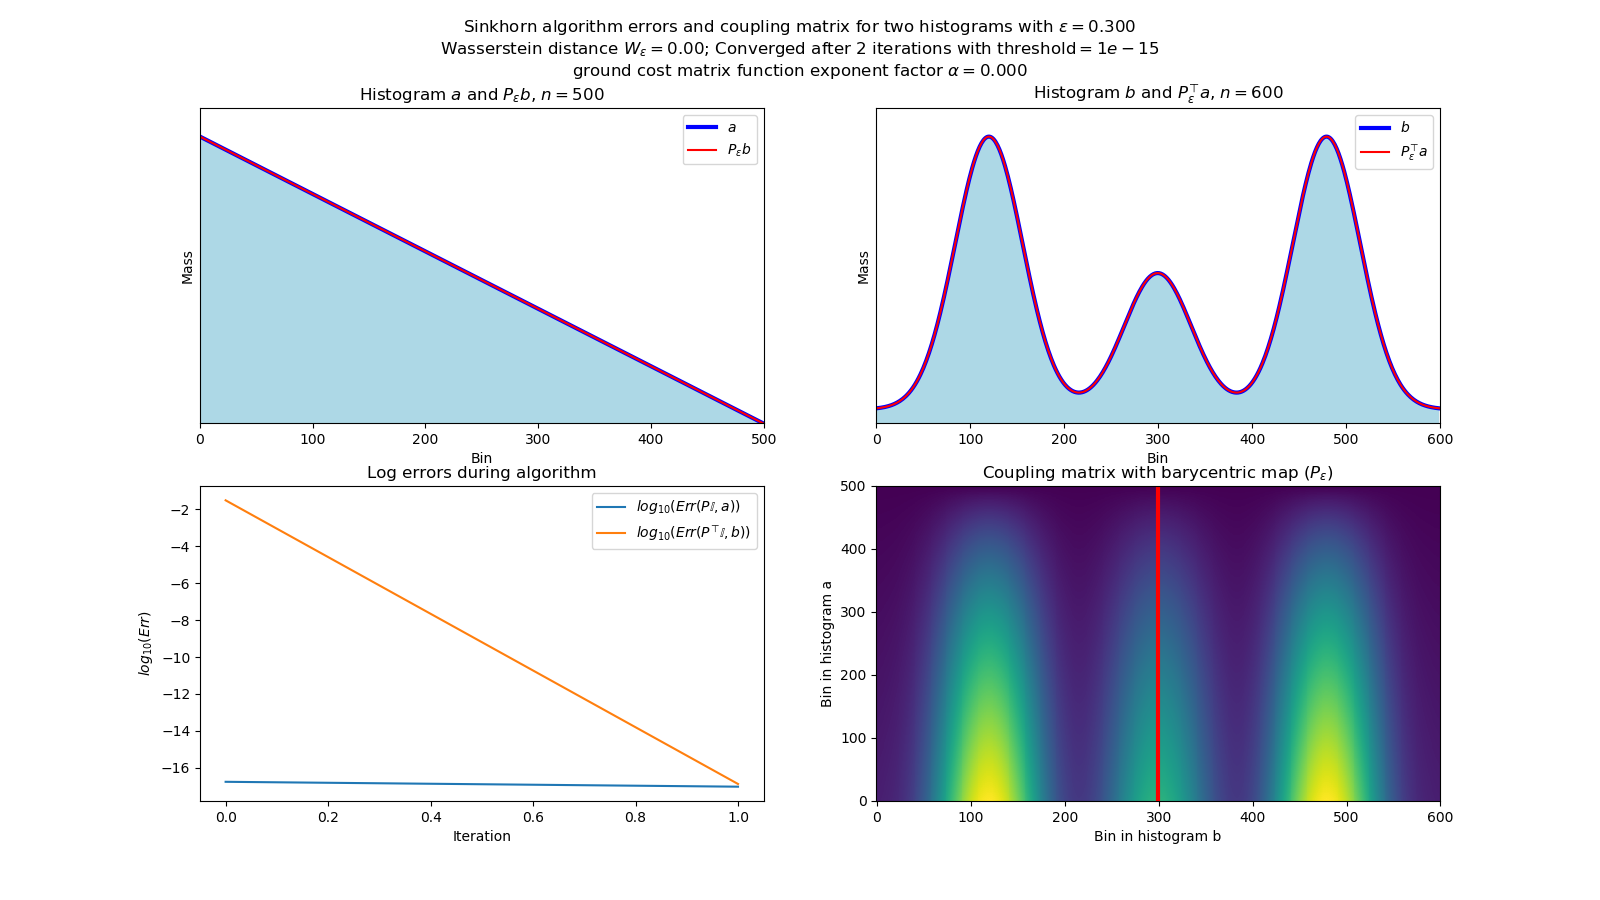 Sinkhorn algorithm errors and coupling matrix for two histograms with ε = 0.300
Wasserstein distance W_ε = 0.00; Converged after 2 iterations with threshold = 1e − 15
ground cost matrix function exponent factor α = 0.000
Histogram a and P_ε b, n = 500
a
P_ε b
Mass
0 100 200 300 400 500
Bin
Histogram b and P_ε^⊤ a, n = 600
b
P_ε^⊤ a
Mass
0 100 200 300 400 500 600
Bin
Log errors during algorithm
log₁₀(Err(P𝕀, a))
log₁₀(Err(P^⊤𝕀, b))
log₁₀(Err)
−2
−4
−6
−8
−10
−12
−14
−16
0.0 0.2 0.4 0.6 0.8 1.0
Iteration
Coupling matrix with barycentric map (P_ε)
Bin in histogram a
500
400
300
200
100
0
0 100 200 300 400 500 600
Bin in histogram b